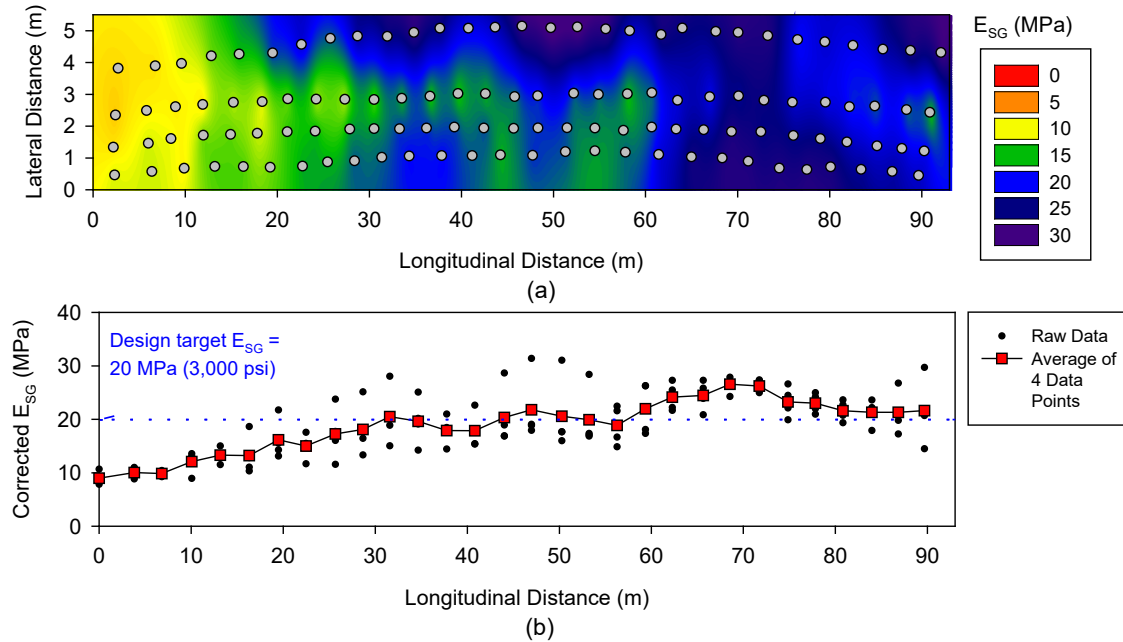 5
4
3
2
1
0
Lateral Distance (m)
0 10 20 30 40 50 60 70 80 90
Longitudinal Distance (m)
(a)
E_SG (MPa)
0
5
10
15
20
25
30
40
30
20
10
0
Corrected E_SG (MPa)
Design target E_SG =
20 MPa (3,000 psi)
0 10 20 30 40 50 60 70 80 90
Longitudinal Distance (m)
(b)
Raw Data
Average of
4 Data
Points